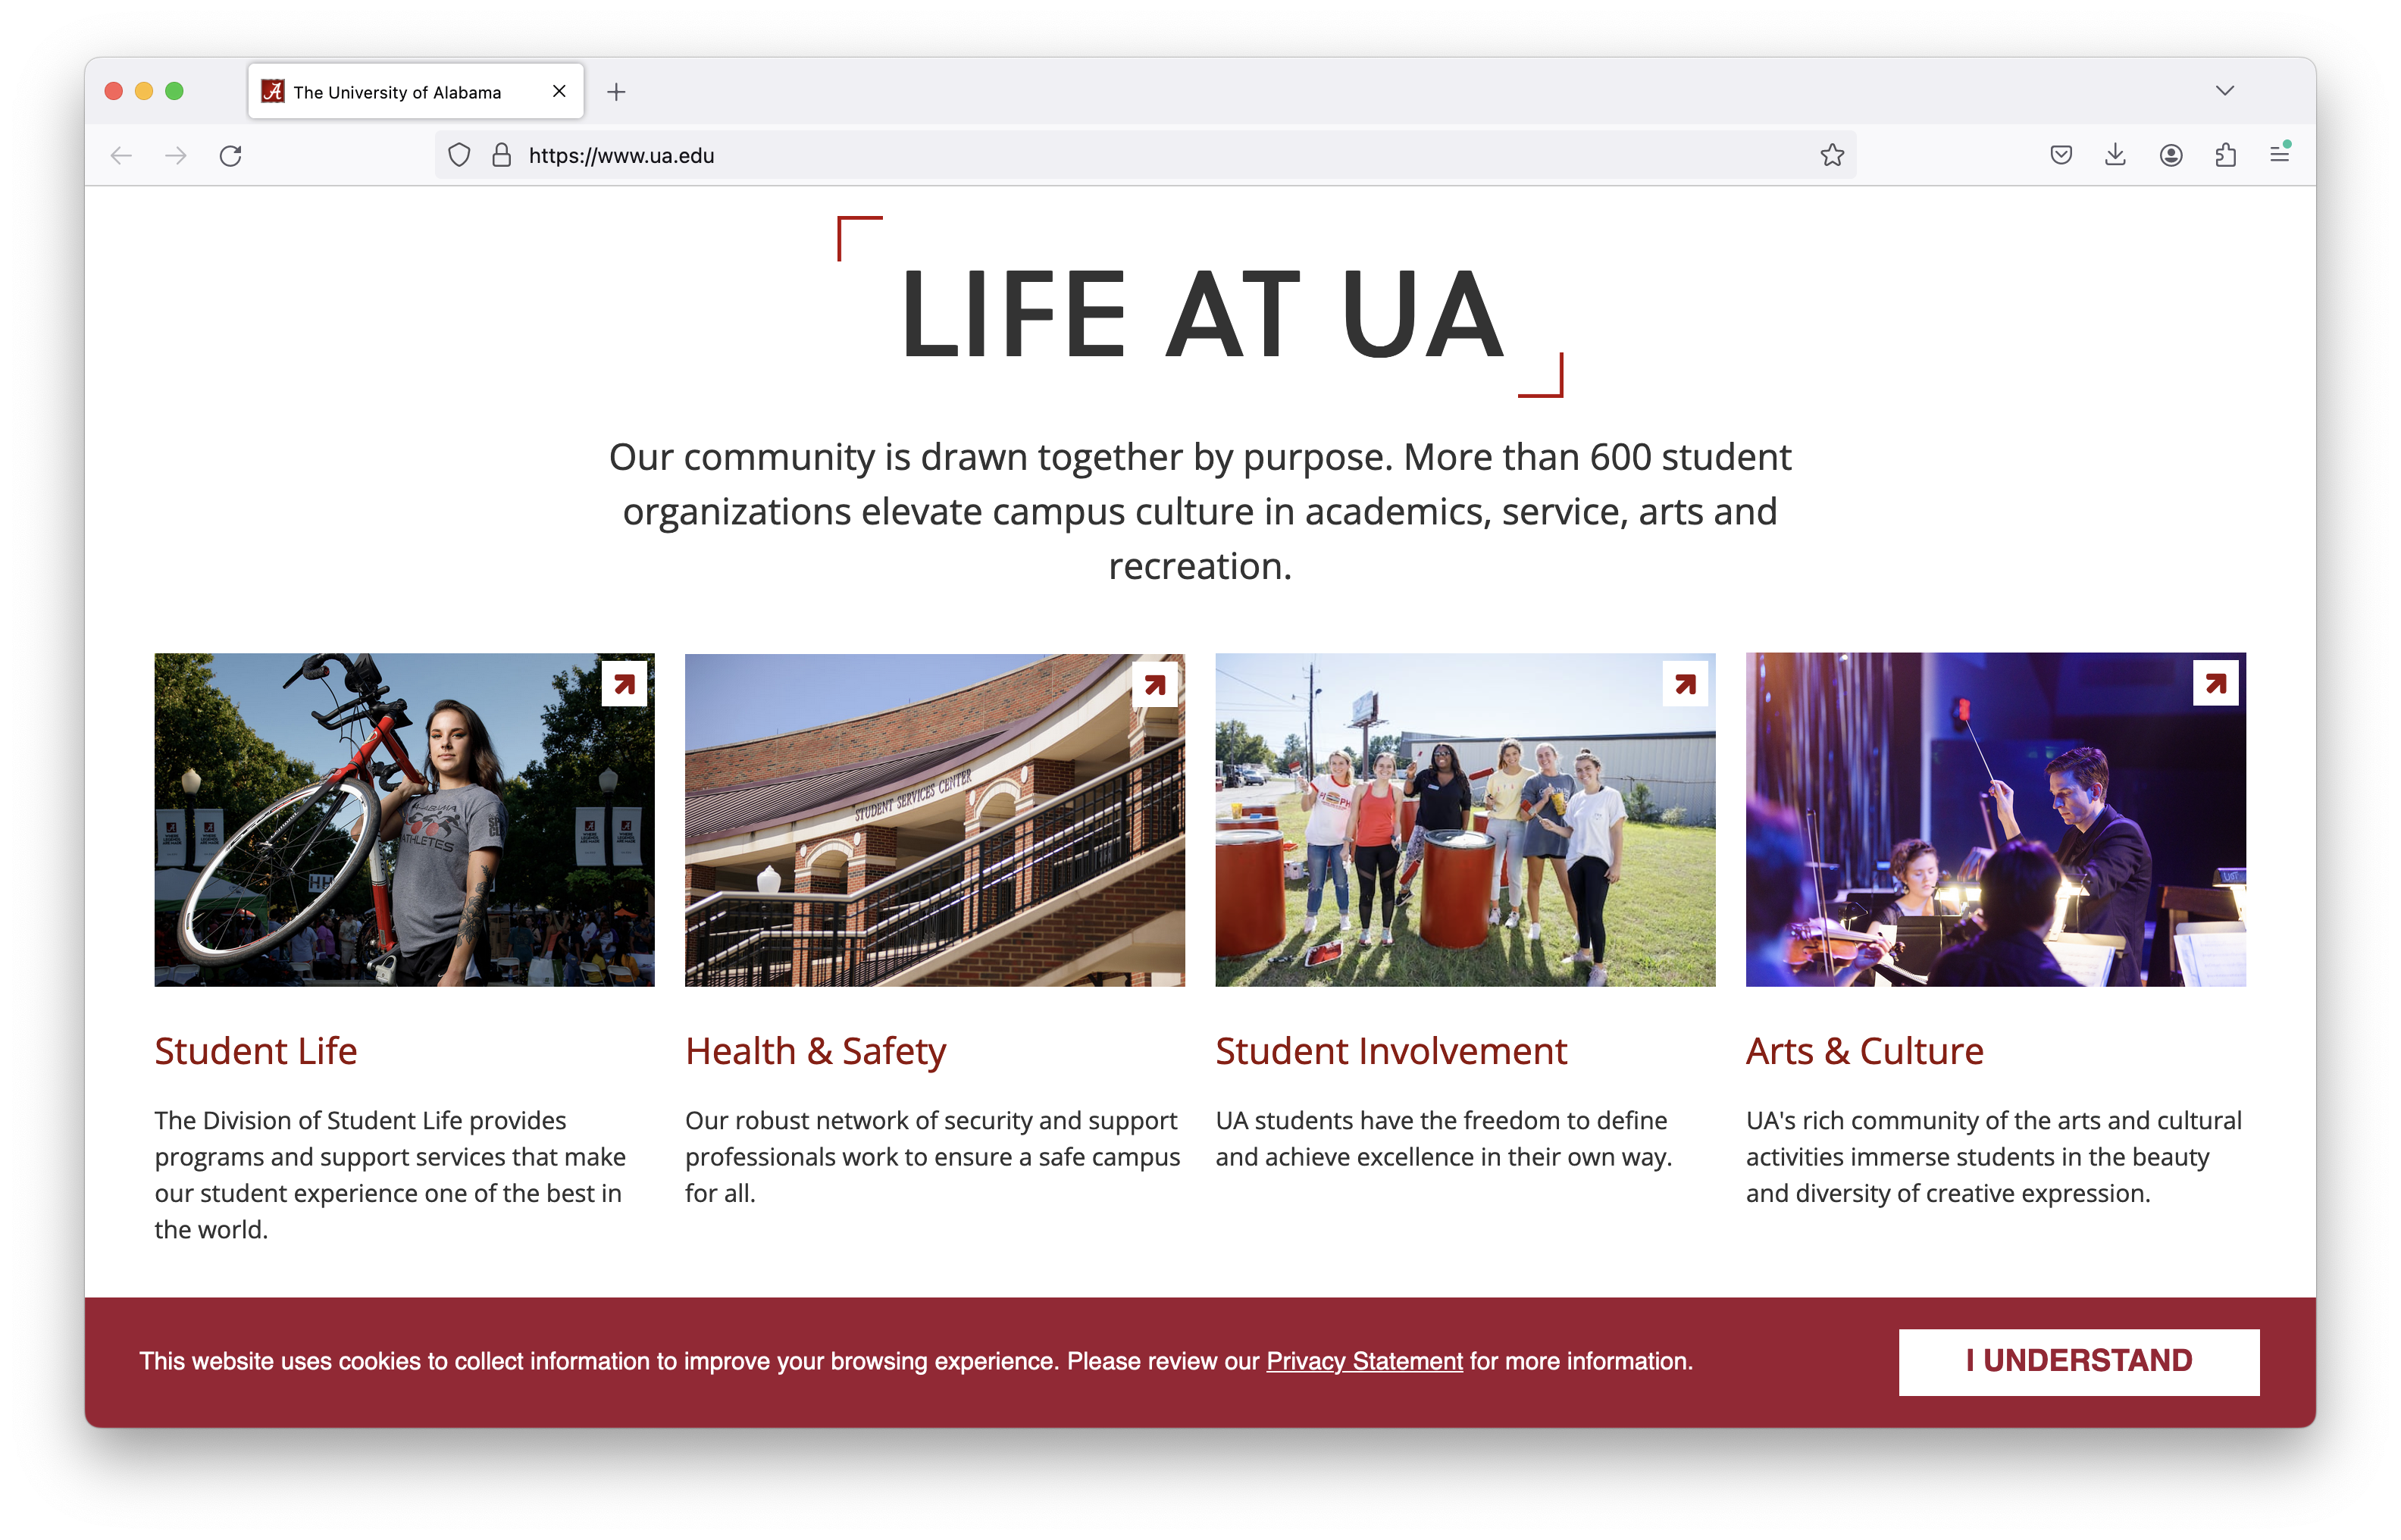 The University of Alabama
https://www.ua.edu
LIFE AT UA
Our community is drawn together by purpose. More than 600 student
organizations elevate campus culture in academics, service, arts and
recreation.
STUDENT SERVICES CENTER
ATHLETES
Student Life
The Division of Student Life provides
programs and support services that make
our student experience one of the best in
the world.
Health & Safety
Our robust network of security and support
professionals work to ensure a safe campus
for all.
Student Involvement
UA students have the freedom to define
and achieve excellence in their own way.
Arts & Culture
UA's rich community of the arts and cultural
activities immerse students in the beauty
and diversity of creative expression.
This website uses cookies to collect information to improve your browsing experience. Please review our Privacy Statement for more information.
I UNDERSTAND